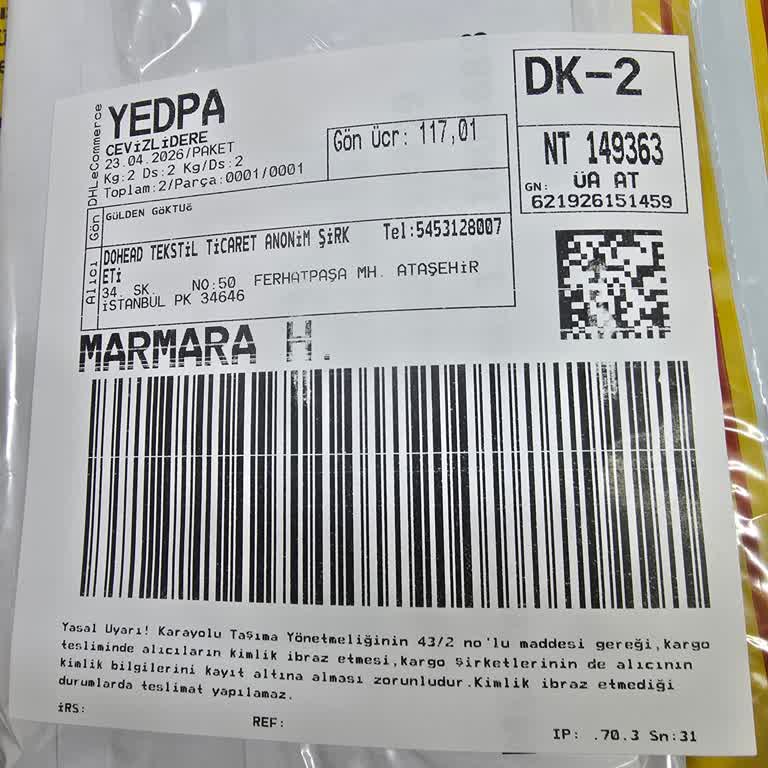 DHLeCommerce
YEDPA
CEVİZLİDERE
23.04.2026/PAKET
Kg:2 Ds:2 Kg/Ds:2
Toplam:2/Parça:0001/0001
Gön Ücr: 117,01
DK-2
NT 149363
ÜA AT
GN: 621926151459
Gön
GÜLDEN GÖKTUĞ
Alıcı
DOHEAD TEKSTİL TİCARET ANONİM ŞİRK Tel:5453128007
ETİ
34. SK. NO:50 FERHATPAŞA MH. ATAŞEHİR
İSTANBUL PK 34646
MARMARA H.
Yasal Uyarı! Karayolu Taşıma Yönetmeliğinin 43/2 no'lu maddesi gereği,kargo
tesliminde alıcıların kimlik ibraz etmesi,kargo şirketlerinin de alıcının
kimlik bilgilerini kayıt altına alması zorunludur.Kimlik ibraz etmediği
durumlarda teslimat yapılamaz.
İRS:
REF:
IP: .70.3 Sn:31